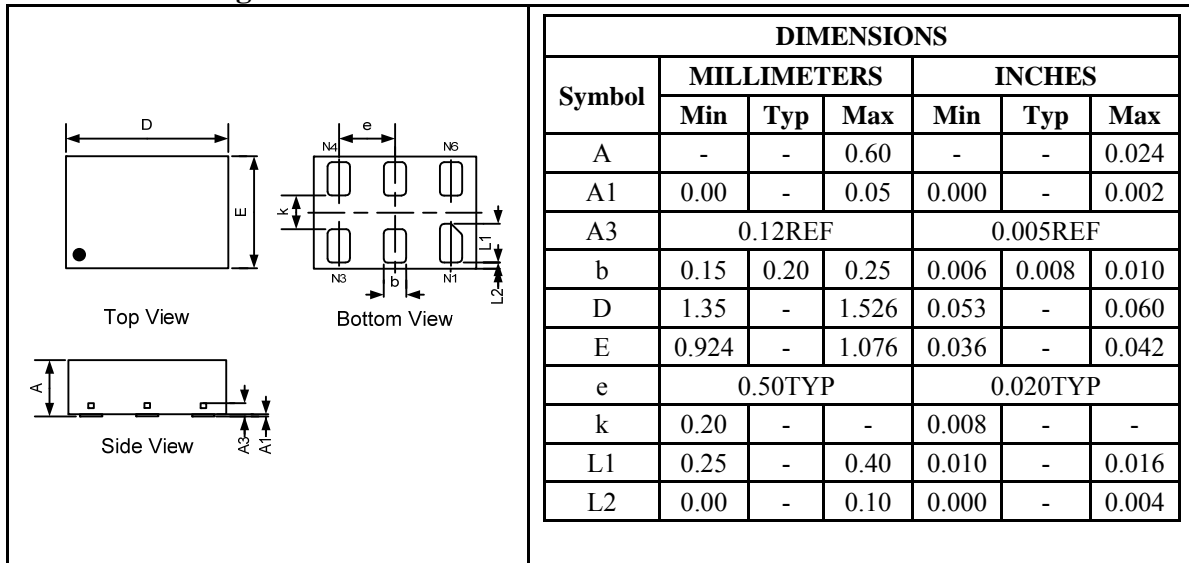 D
E
Top View
e
N4
N6
k
L1
N3
b
N1
L2
Bottom View
A
A3
A1
Side View
DIMENSIONS
Symbol MILLIMETERS INCHES
Min Typ Max Min Typ Max
A - - 0.60 - - 0.024
A1 0.00 - 0.05 0.000 - 0.002
A3 0.12REF 0.005REF
b 0.15 0.20 0.25 0.006 0.008 0.010
D 1.35 - 1.526 0.053 - 0.060
E 0.924 - 1.076 0.036 - 0.042
e 0.50TYP 0.020TYP
k 0.20 - - 0.008 - -
L1 0.25 - 0.40 0.010 - 0.016
L2 0.00 - 0.10 0.000 - 0.004